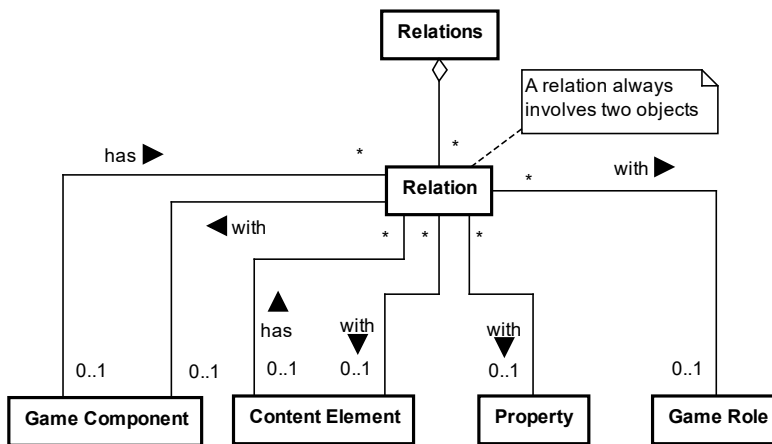 Relations
A relation always
involves two objects
has
*
*
with
*
Relation
with
*
*
*
has
with
with
0..1
0..1
0..1
0..1
0..1
0..1
Game Component
Content Element
Property
Game Role